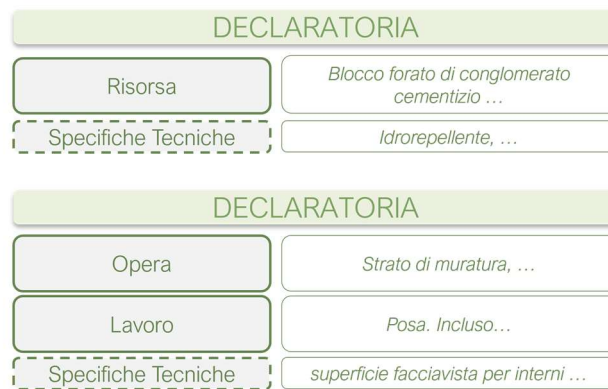 DECLARATORIA
Risorsa
Blocco forato di conglomerato
cementizio …
Specifiche Tecniche
Idrorepellente, …
DECLARATORIA
Opera
Strato di muratura, …
Lavoro
Posa. Incluso…
Specifiche Tecniche
superficie facciavista per interni …